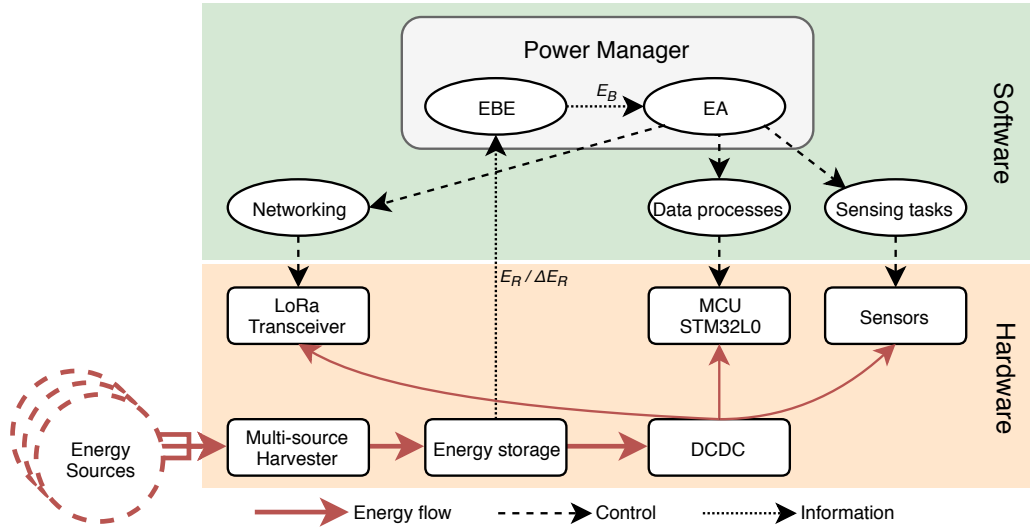 Power Manager
Software
EBE
E_B
EA
Networking
Data processes
Sensing tasks
E_R / ΔE_R
LoRa
Transceiver
MCU
STM32L0
Sensors
Hardware
Energy
Sources
Multi-source
Harvester
Energy storage
DCDC
Energy flow
Control
Information